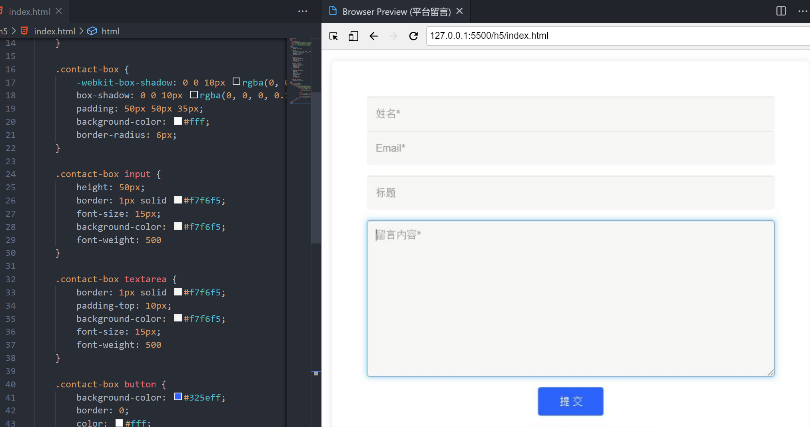 index.html
Browser Preview (平台留言)
h5 > index.html > html
127.0.0.1:5500/h5/index.html
14 }
15
16 .contact-box {
17 -webkit-box-shadow: 0 0 10px rgba(0,
18 box-shadow: 0 0 10px rgba(0, 0, 0, 0.
19 padding: 50px 50px 35px;
20 background-color: #fff;
21 border-radius: 6px;
22 }
23
24 .contact-box input {
25 height: 50px;
26 border: 1px solid #f7f6f5;
27 font-size: 15px;
28 background-color: #f7f6f5;
29 font-weight: 500
30 }
31
32 .contact-box textarea {
33 border: 1px solid #f7f6f5;
34 padding-top: 10px;
35 background-color: #f7f6f5;
36 font-size: 15px;
37 font-weight: 500
38 }
39
40 .contact-box button {
41 background-color: #325eff;
42 border: 0;
43 color: #fff;
姓名*
Email*
标题
留言内容*
提 交